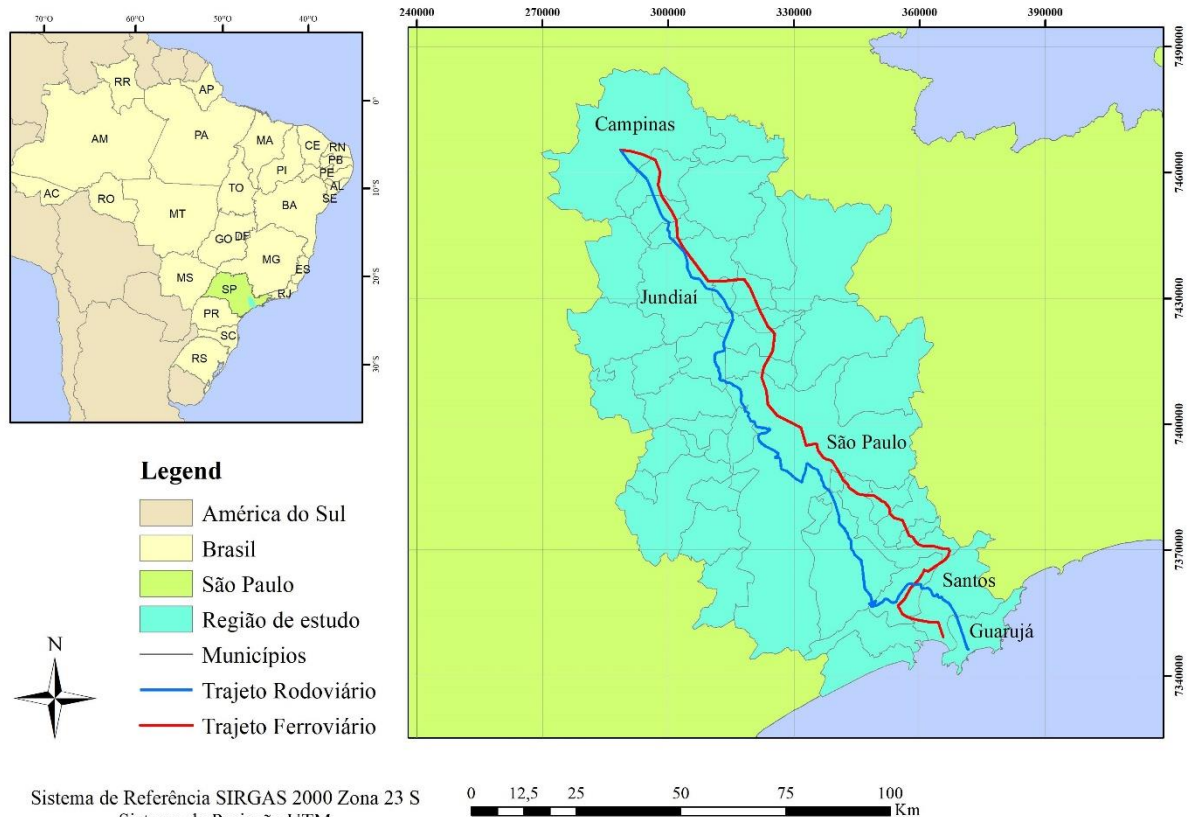 70°O 60°O 50°O 40°O
RR
AP
0°
AM
PA
MA
CE
RN
PB
PE
AL
SE
PI
AC
RO
TO
10°S
MT
BA
GO
DF
MG
ES
MS
SP
RJ
20°S
PR
SC
RS
30°S
240000 270000 300000 330000 360000 390000
7490000
7460000
7430000
7400000
7370000
7340000
Campinas
Jundiaí
São Paulo
Santos
Guarujá
Legend
América do Sul
Brasil
São Paulo
Região de estudo
Municípios
Trajeto Rodoviário
Trajeto Ferroviário
N
Sistema de Referência SIRGAS 2000 Zona 23 S
0 12,5 25 50 75 100
Km